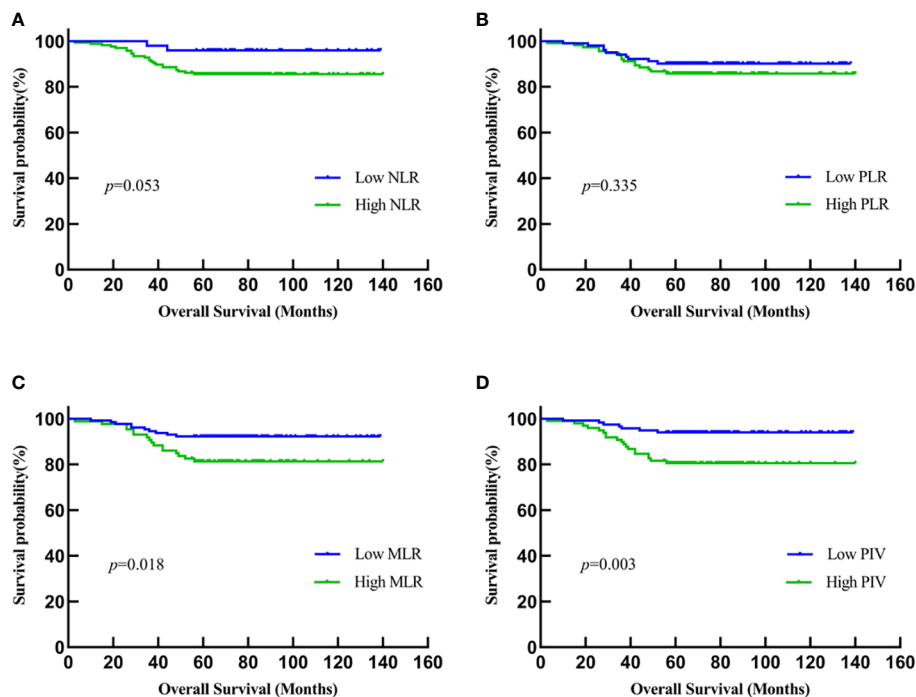 A
Survival probability(%)
100
80
60
40
20
0
p=0.053
Low NLR
High NLR
0 20 40 60 80 100 120 140 160
Overall Survival (Months)
B
Survival probability(%)
100
80
60
40
20
0
p=0.335
Low PLR
High PLR
0 20 40 60 80 100 120 140 160
Overall Survival (Months)
C
Survival probability(%)
100
80
60
40
20
0
p=0.018
Low MLR
High MLR
0 20 40 60 80 100 120 140 160
Overall Survival (Months)
D
Survival probability(%)
100
80
60
40
20
0
p=0.003
Low PIV
High PIV
0 20 40 60 80 100 120 140 160
Overall Survival (Months)